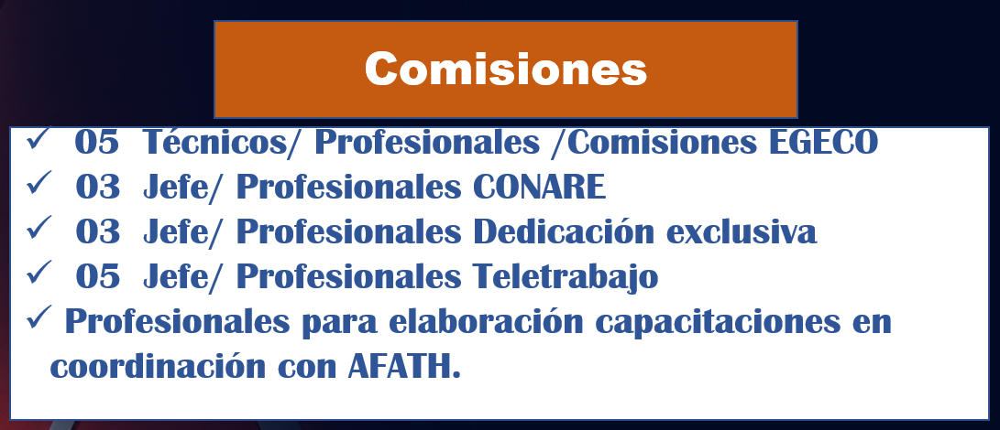 Comisiones
✓ 05 Técnicos/ Profesionales /Comisiones EGECO
✓ 03 Jefe/ Profesionales CONARE
✓ 03 Jefe/ Profesionales Dedicación exclusiva
✓ 05 Jefe/ Profesionales Teletrabajo
✓ Profesionales para elaboración capacitaciones en
coordinación con AFATH.